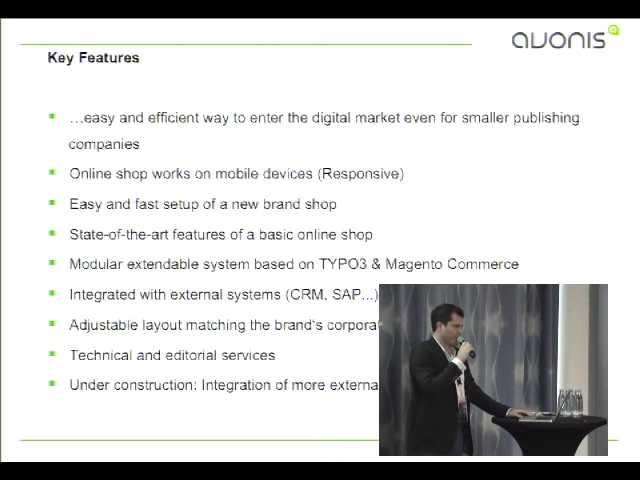 avonis
Key Features
...easy and efficient way to enter the digital market even for smaller publishing
companies
Online shop works on mobile devices (Responsive)
Easy and fast setup of a new brand shop
State-of-the-art features of a basic online shop
Modular extendable system based on TYPO3 & Magento Commerce
Integrated with external systems (CRM, SAP...)
Adjustable layout matching the brand's
Technical and editorial services
Under construction: Integration of more